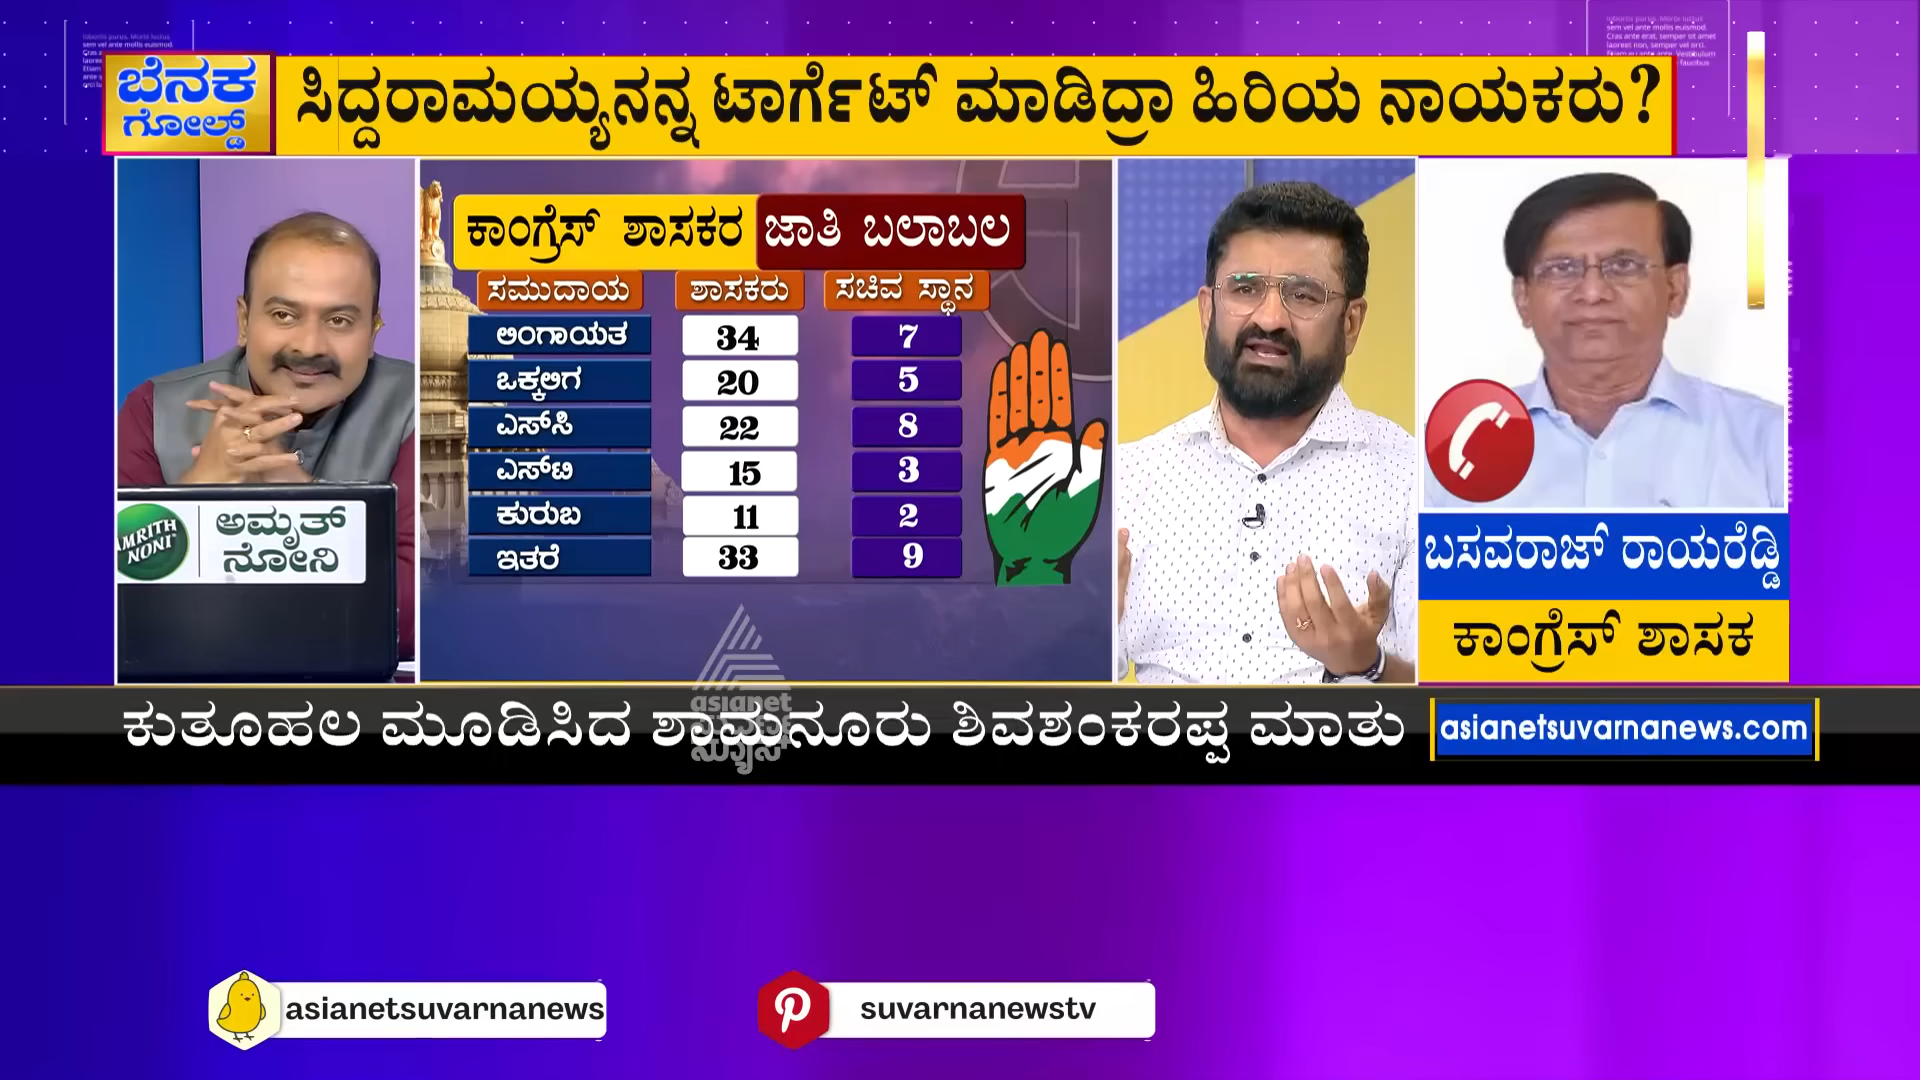 ಬೆನಕ
ಗೋಲ್ಡ್
ಸಿದ್ದರಾಮಯ್ಯನನ್ನ ಟಾರ್ಗೆಟ್ ಮಾಡಿದ್ರಾ ಹಿರಿಯ ನಾಯಕರು?
ಕಾಂಗ್ರೆಸ್ ಶಾಸಕರ ಜಾತಿ ಬಲಾಬಲ
ಸಮುದಾಯ ಶಾಸಕರು ಸಚಿವ ಸ್ಥಾನ
ಲಿಂಗಾಯತ 34 7
ಒಕ್ಕಲಿಗ 20 5
ಎಸ್‌ಸಿ 22 8
ಎಸ್‌ಟಿ 15 3
ಕುರುಬ 11 2
ಇತರೆ 33 9
AMRITH
NONI
ಅಮೃತ್
ನೋನಿ
ಬಸವರಾಜ್ ರಾಯರೆಡ್ಡಿ
ಕಾಂಗ್ರೆಸ್ ಶಾಸಕ
asianet
ನ್ಯೂಸ್
ಕುತೂಹಲ ಮೂಡಿಸಿದ ಶಾಮನೂರು ಶಿವಶಂಕರಪ್ಪ ಮಾತು
asianetsuvarnanews.com
asianetsuvarnanews
suvarnanewstv